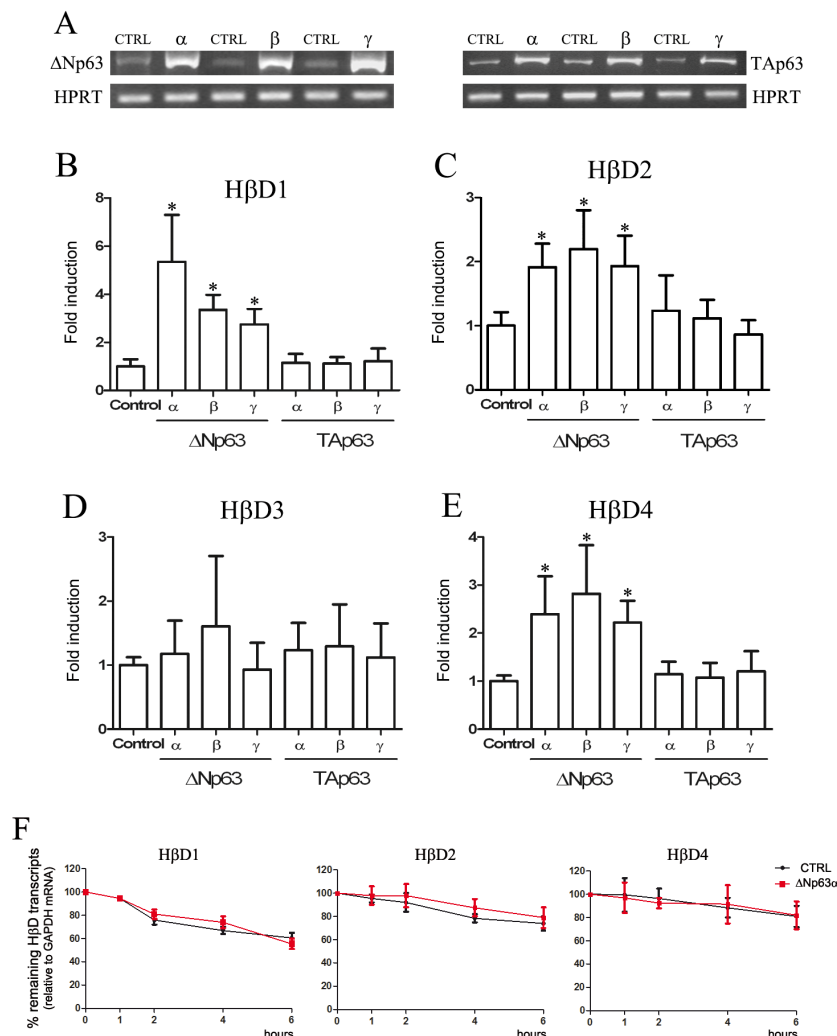 A
CTRL α CTRL β CTRL γ
CTRL α CTRL β CTRL γ
ΔNp63
TAp63
HPRT
HPRT
B
HβD1
Fold induction
8
6
4
2
0
* * *
Control α β γ α β γ
ΔNp63 TAp63
C
HβD2
Fold induction
3
2
1
0
* * *
Control α β γ α β γ
ΔNp63 TAp63
D
HβD3
Fold induction
3
2
1
0
Control α β γ α β γ
ΔNp63 TAp63
E
HβD4
Fold induction
4
3
2
1
0
* * *
Control α β γ α β γ
ΔNp63 TAp63
F
% remaining HβD transcripts
(relative to GAPDH mRNA)
HβD1
120
100
80
60
40
20
0
0 1 2 4 6
hours
HβD2
120
100
80
60
40
20
0
0 1 2 4 6
hours
HβD4
120
100
80
60
40
20
0
0 1 2 4 6
hours
CTRL
ΔNp63α